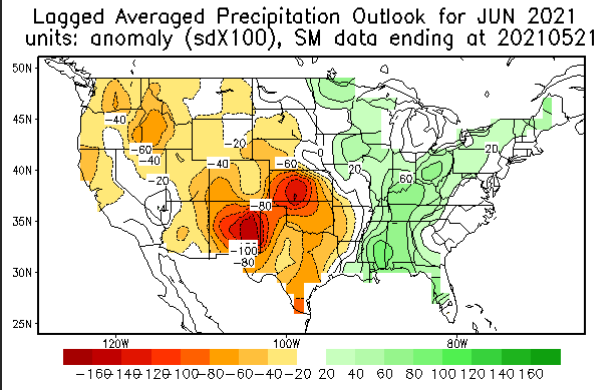 Lagged Averaged Precipitation Outlook for JUN 2021
units: anomaly (sdX100), SM data ending at 20210521
50N
45N
40N
35N
30N
25N
-40
-60
-40
-20
-20
-40
-60
-80
-100
-80
0
20
60
20
120W 100W 80W
-160 -140 -120 -100 -80 -60 -40 -20 20 40 60 80 100 120 140 160